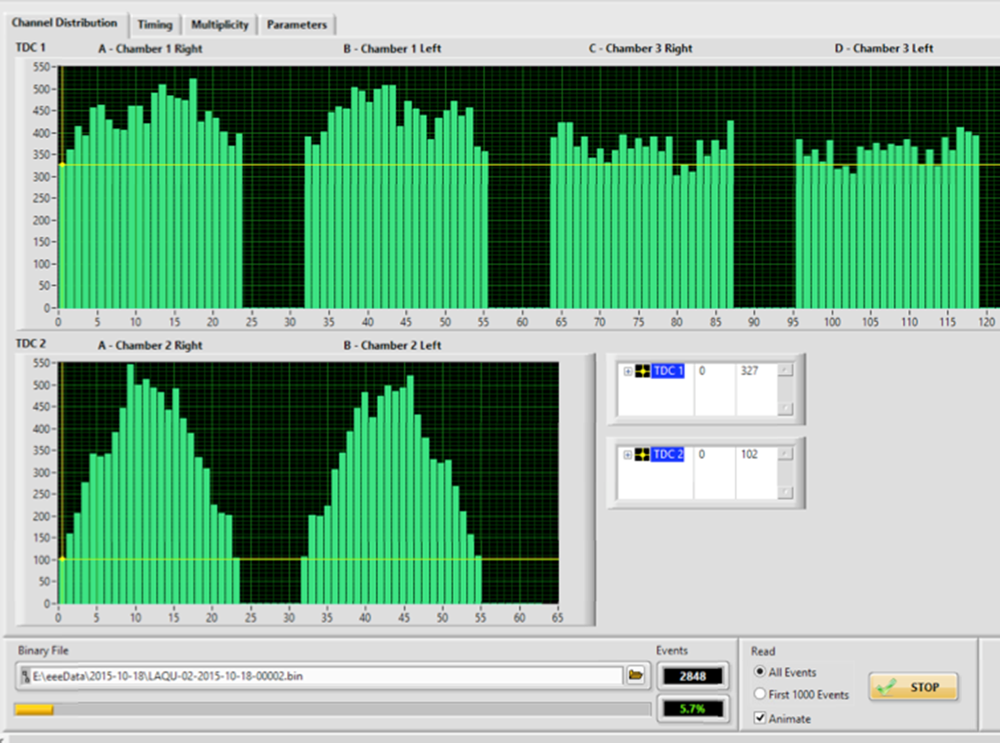 Channel Distribution Timing Multiplicity Parameters
TDC 1 A - Chamber 1 Right B - Chamber 1 Left C - Chamber 3 Right D - Chamber 3 Left
550
500
450
400
350
300
250
200
150
100
50
0
0 5 10 15 20 25 30 35 40 45 50 55 60 65 70 75 80 85 90 95 100 105 110 115 120
TDC 2 A - Chamber 2 Right B - Chamber 2 Left
550
500
450
400
350
300
250
200
150
100
50
0
0 5 10 15 20 25 30 35 40 45 50 55 60 65
TDC 1 0 327
TDC 2 0 102
Binary File Events Read
E:\eeeData\2015-10-18\LAQU-02-2015-10-18-00002.bin 2848 All Events
STOP
First 1000 Events
5.7% Animate